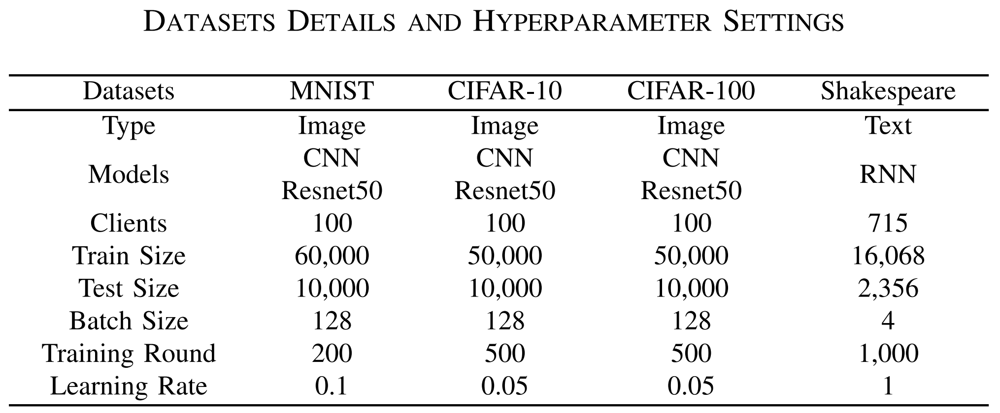 DATASETS DETAILS AND HYPERPARAMETER SETTINGS
Datasets MNIST CIFAR-10 CIFAR-100 Shakespeare
Type Image Image Image Text
Models CNN CNN CNN RNN
Resnet50 Resnet50 Resnet50
Clients 100 100 100 715
Train Size 60,000 50,000 50,000 16,068
Test Size 10,000 10,000 10,000 2,356
Batch Size 128 128 128 4
Training Round 200 500 500 1,000
Learning Rate 0.1 0.05 0.05 1